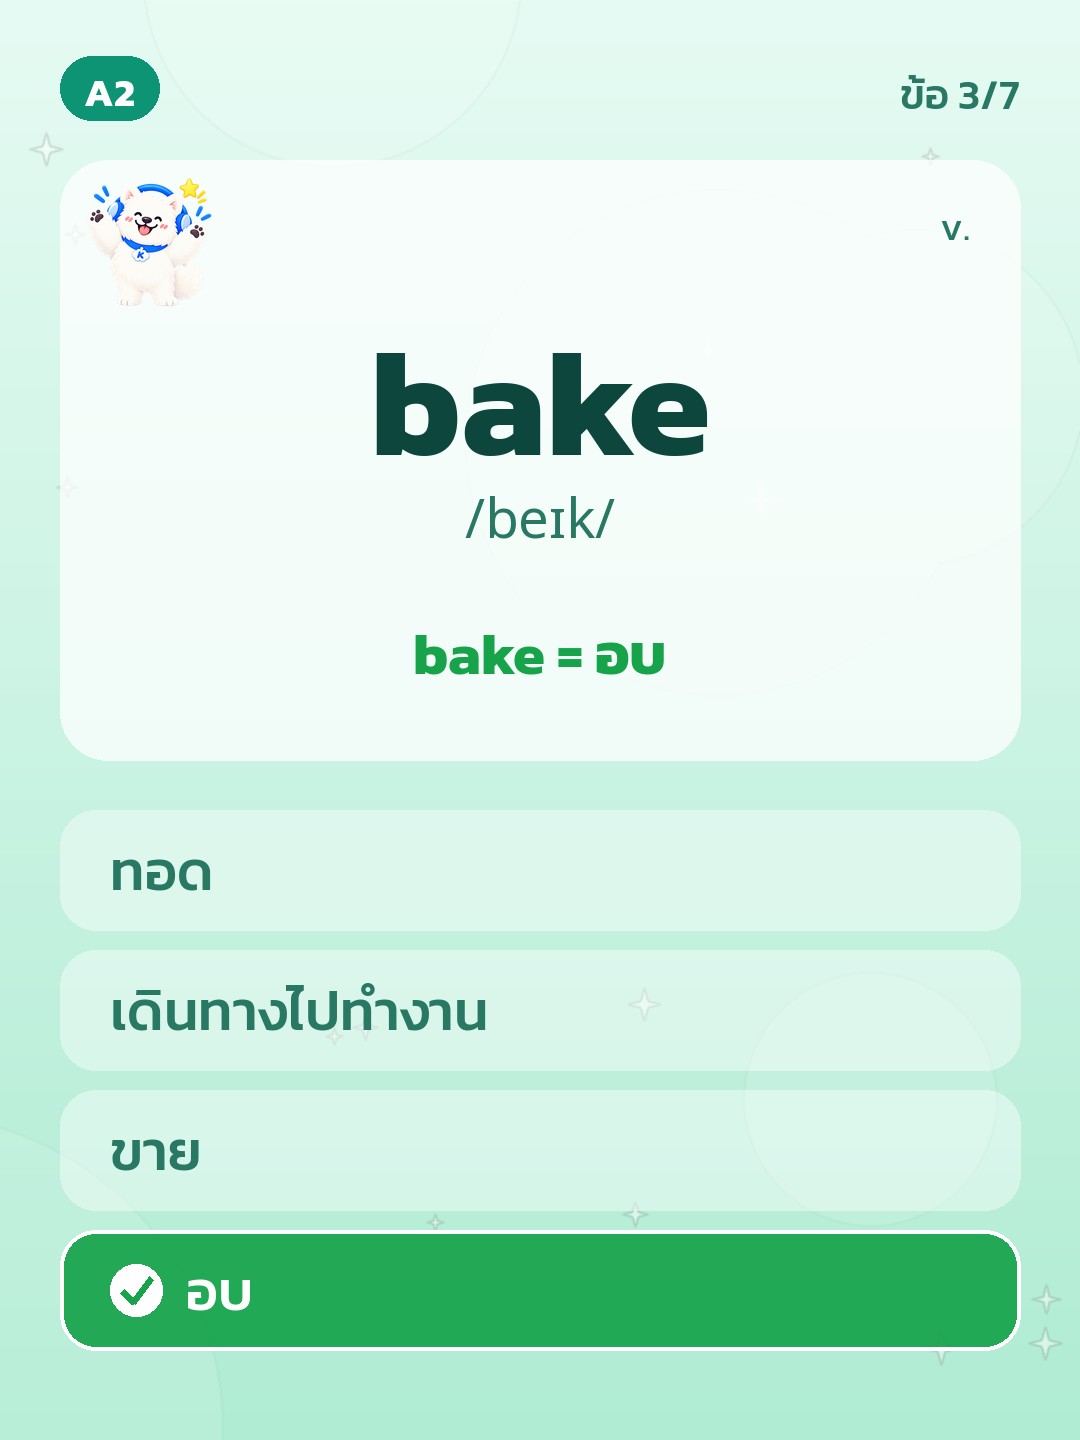 A2
ข้อ 3/7
v.
bake
/beɪk/
bake = อบ
ทอด
เดินทางไปทำงาน
ขาย
อบ